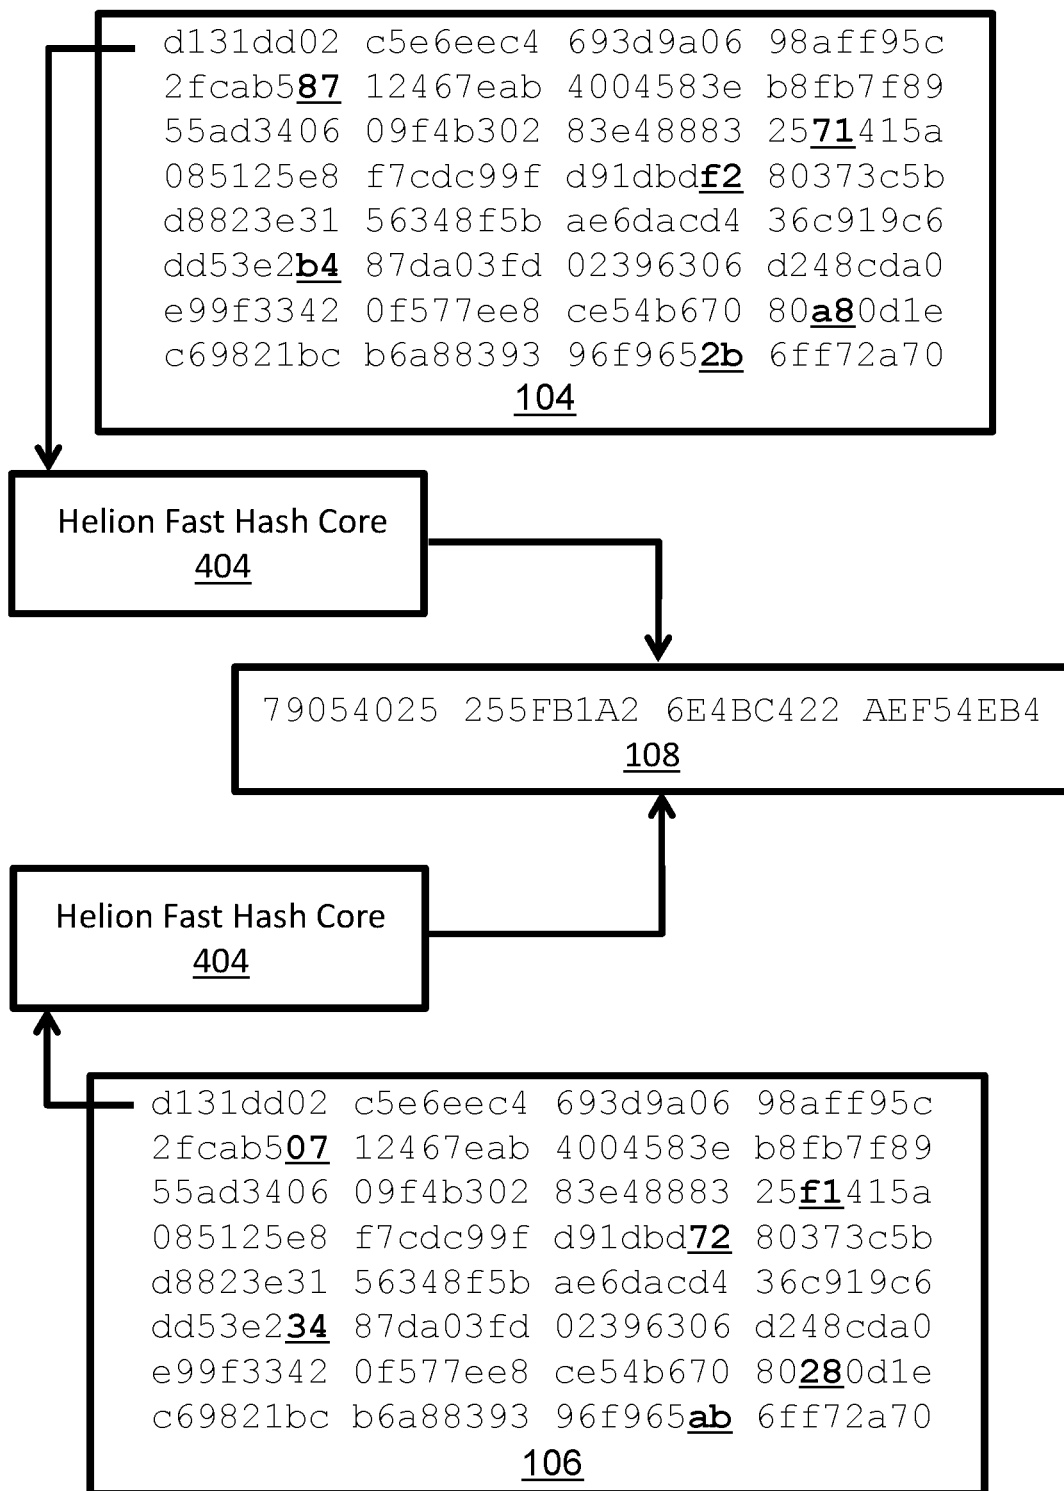 d131dd02 c5e6eec4 693d9a06 98aff95c
2fcab587 12467eab 4004583e b8fb7f89
55ad3406 09f4b302 83e48883 2571415a
085125e8 f7cdc99f d91dbdf2 80373c5b
d8823e31 56348f5b ae6dacd4 36c919c6
dd53e2b4 87da03fd 02396306 d248cda0
e99f3342 0f577ee8 ce54b670 80a80d1e
c69821bc b6a88393 96f9652b 6ff72a70
104
Helion Fast Hash Core
404
79054025 255FB1A2 6E4BC422 AEF54EB4
108
Helion Fast Hash Core
404
d131dd02 c5e6eec4 693d9a06 98aff95c
2fcab507 12467eab 4004583e b8fb7f89
55ad3406 09f4b302 83e48883 25f1415a
085125e8 f7cdc99f d91dbd72 80373c5b
d8823e31 56348f5b ae6dacd4 36c919c6
dd53e234 87da03fd 02396306 d248cda0
e99f3342 0f577ee8 ce54b670 80280d1e
c69821bc b6a88393 96f965ab 6ff72a70
106